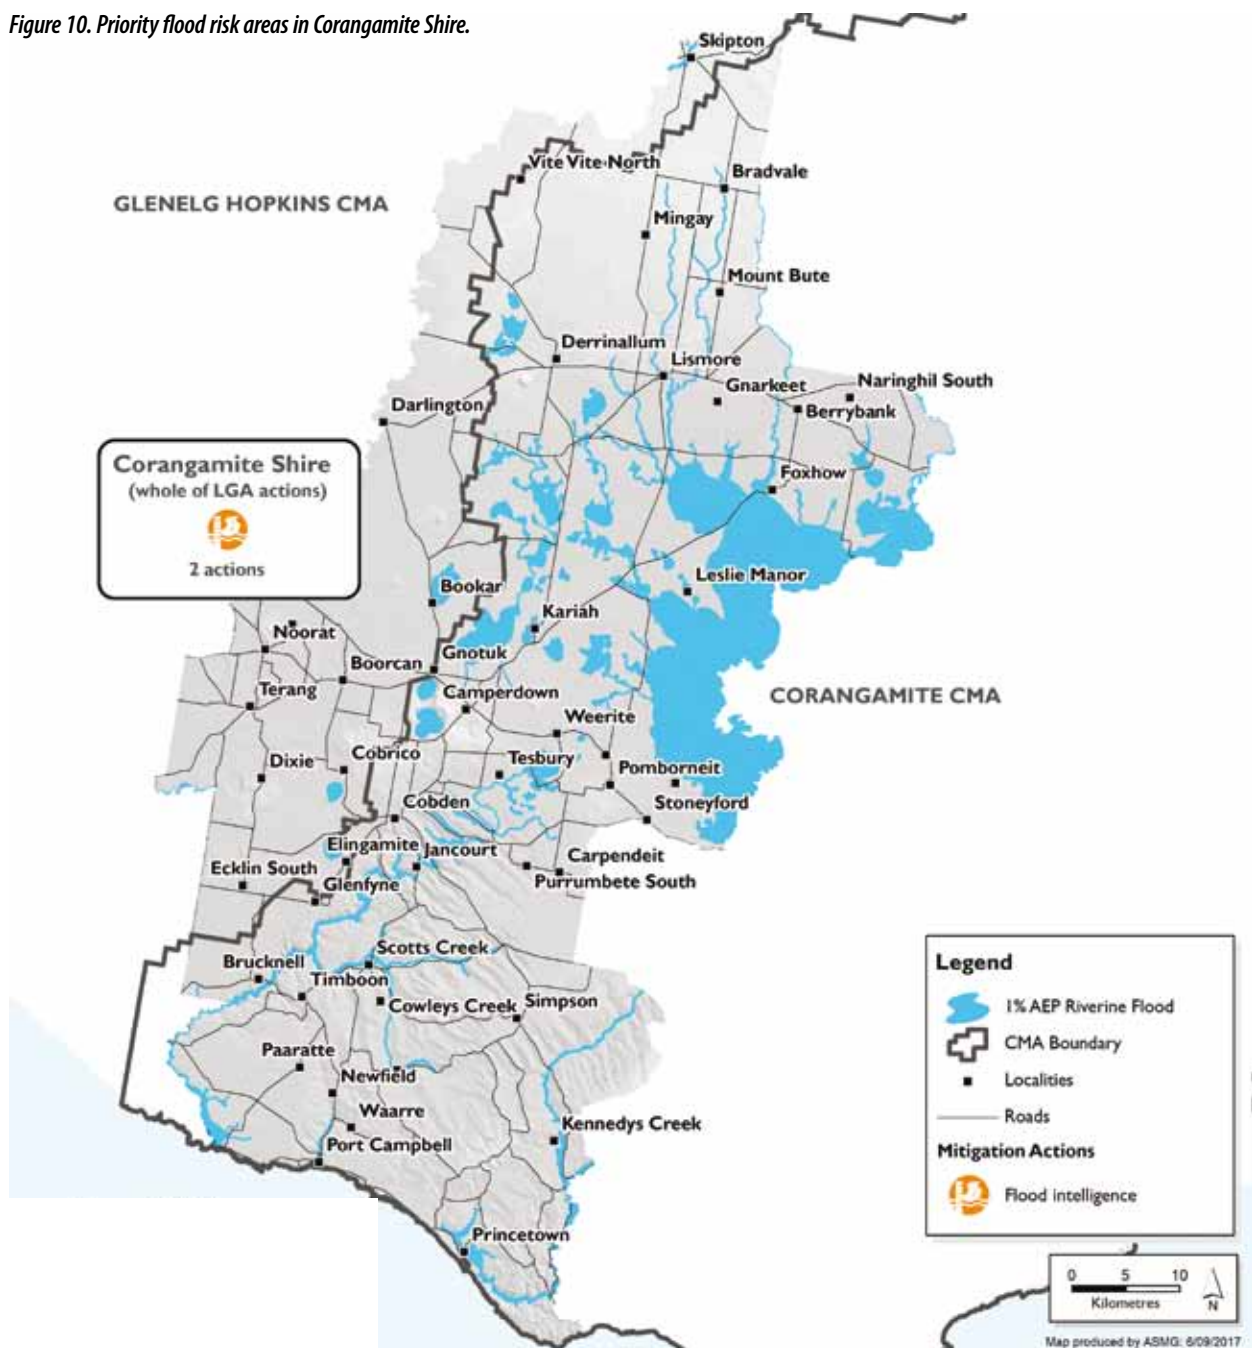 Figure 10. Priority flood risk areas in Corangamite Shire.
Skipton
Vite Vite North
Bradvale
GLENELG HOPKINS CMA
Mingay
Mount Bute
Derrinallum
Lismore
Gnarkeet
Naringhil South
Darlington
Berrybank
Corangamite Shire
(whole of LGA actions)
2 actions
Foxhow
Leslie Manor
Bookar
Kariah
Noorat
Gnotuk
Boorcan
Terang
Camperdown
CORANGAMITE CMA
Weerite
Dixie
Cobrico
Tesbury
Pomborneit
Cobden
Stoneyford
Elingamite
Jancourt
Carpendeit
Ecklin South
Glenfyne
Purrumbete South
Scotts Creek
Brucknell
Timboon
Cowleys Creek
Simpson
Paaratte
Newfield
Waarre
Kennedys Creek
Port Campbell
Princetown
Legend
1% AEP Riverine Flood
CMA Boundary
Localities
Roads
Mitigation Actions
Flood intelligence
0 5 10
Kilometres
N
Map produced by ASMG: 6/09/2017